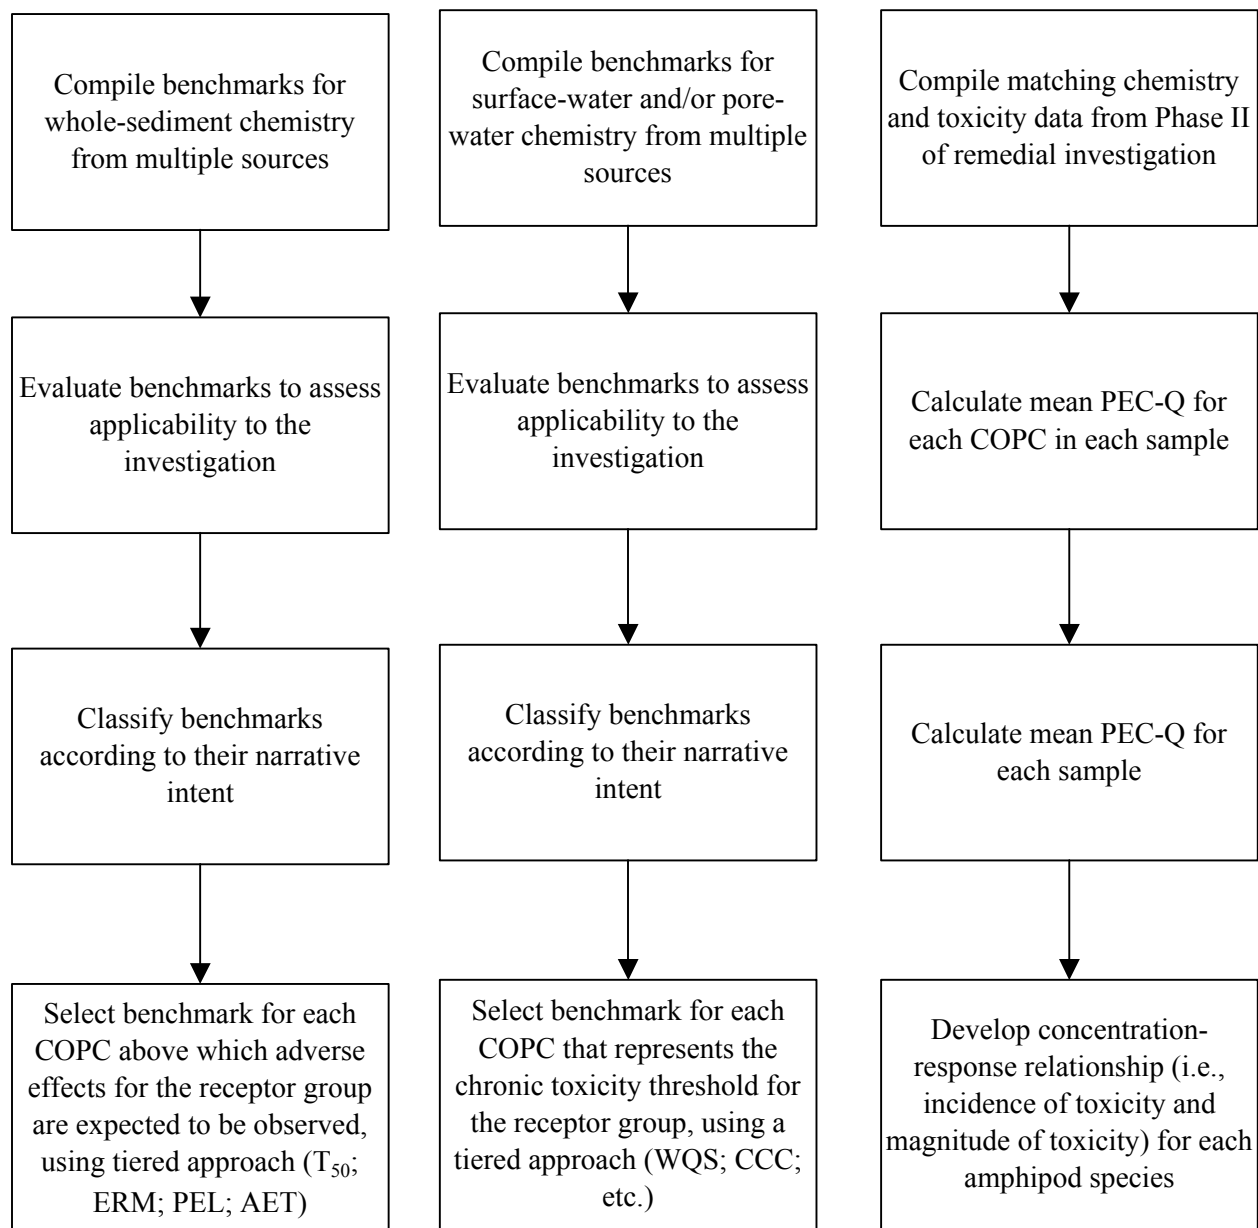 Compile benchmarks for
whole-sediment chemistry
from multiple sources
Compile benchmarks for
surface-water and/or pore-
water chemistry from multiple
sources
Compile matching chemistry
and toxicity data from Phase II
of remedial investigation
Evaluate benchmarks to assess
applicability to the
investigation
Evaluate benchmarks to assess
applicability to the
investigation
Calculate mean PEC-Q for
each COPC in each sample
Classify benchmarks
according to their narrative
intent
Classify benchmarks
according to their narrative
intent
Calculate mean PEC-Q for
each sample
Select benchmark for each
COPC above which adverse
effects for the receptor group
are expected to be observed,
using tiered approach (T50;
ERM; PEL; AET)
Select benchmark for each
COPC that represents the
chronic toxicity threshold for
the receptor group, using a
tiered approach (WQS; CCC;
etc.)
Develop concentration-
response relationship (i.e.,
incidence of toxicity and
magnitude of toxicity) for each
amphipod species